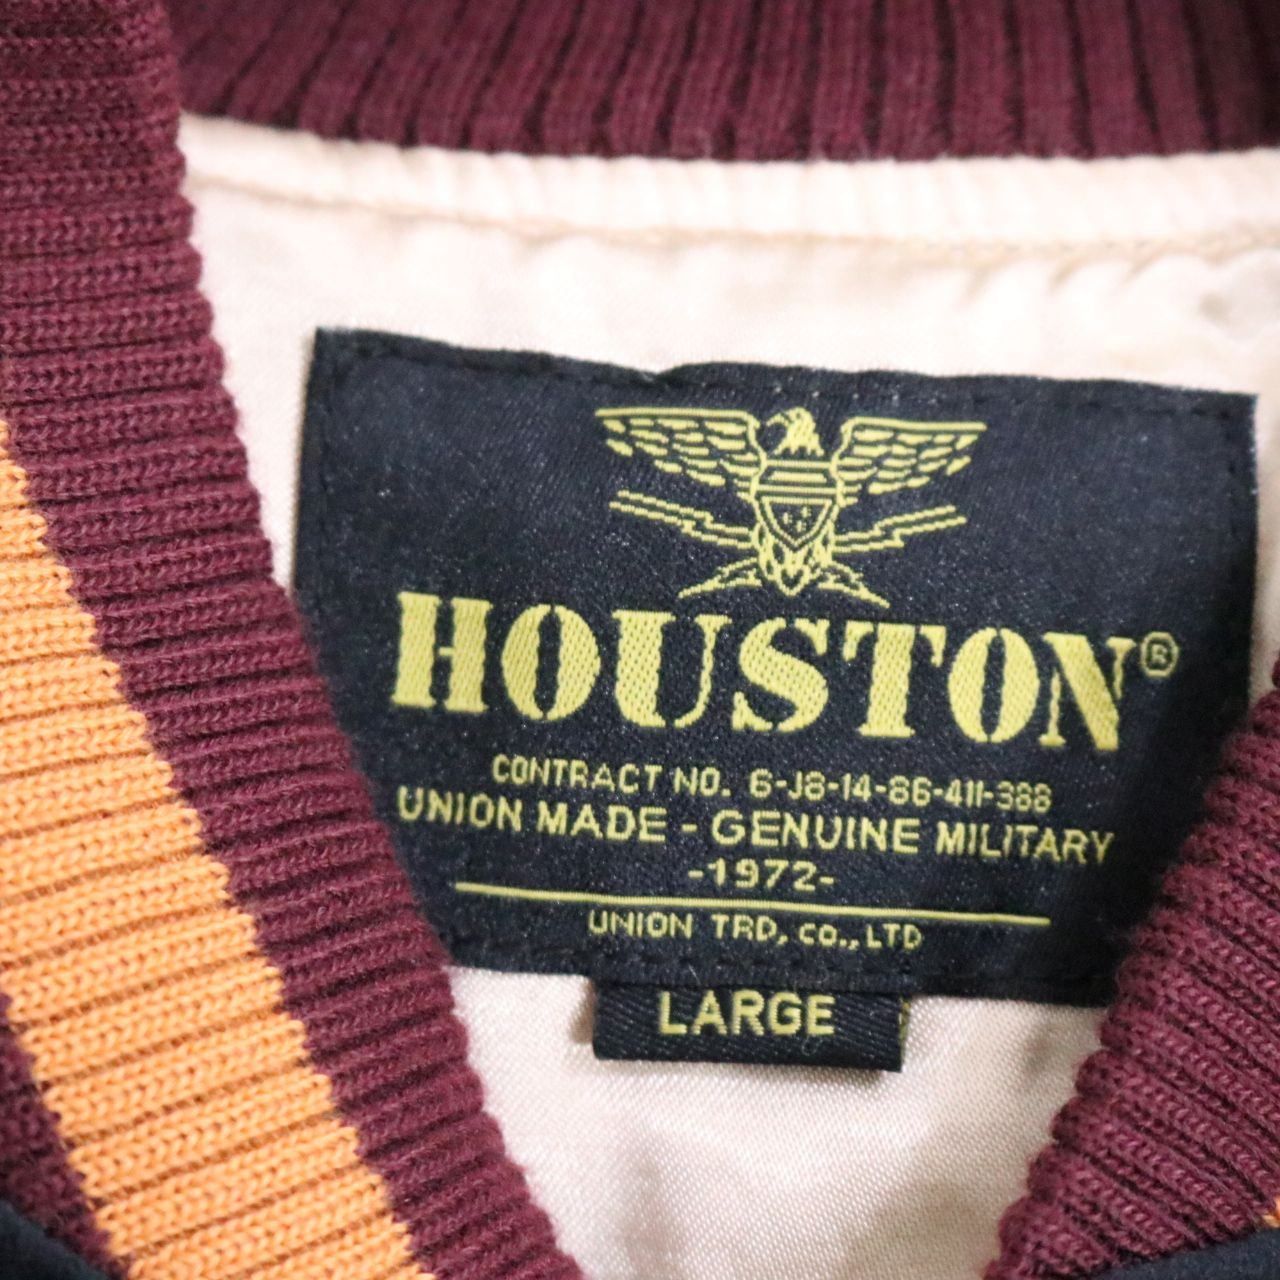 HOUSTON®
CONTRACT NO. 6-J8-14-86-411-388
UNION MADE - GENUINE MILITARY
-1972-
UNION TRD, CO., LTD
LARGE